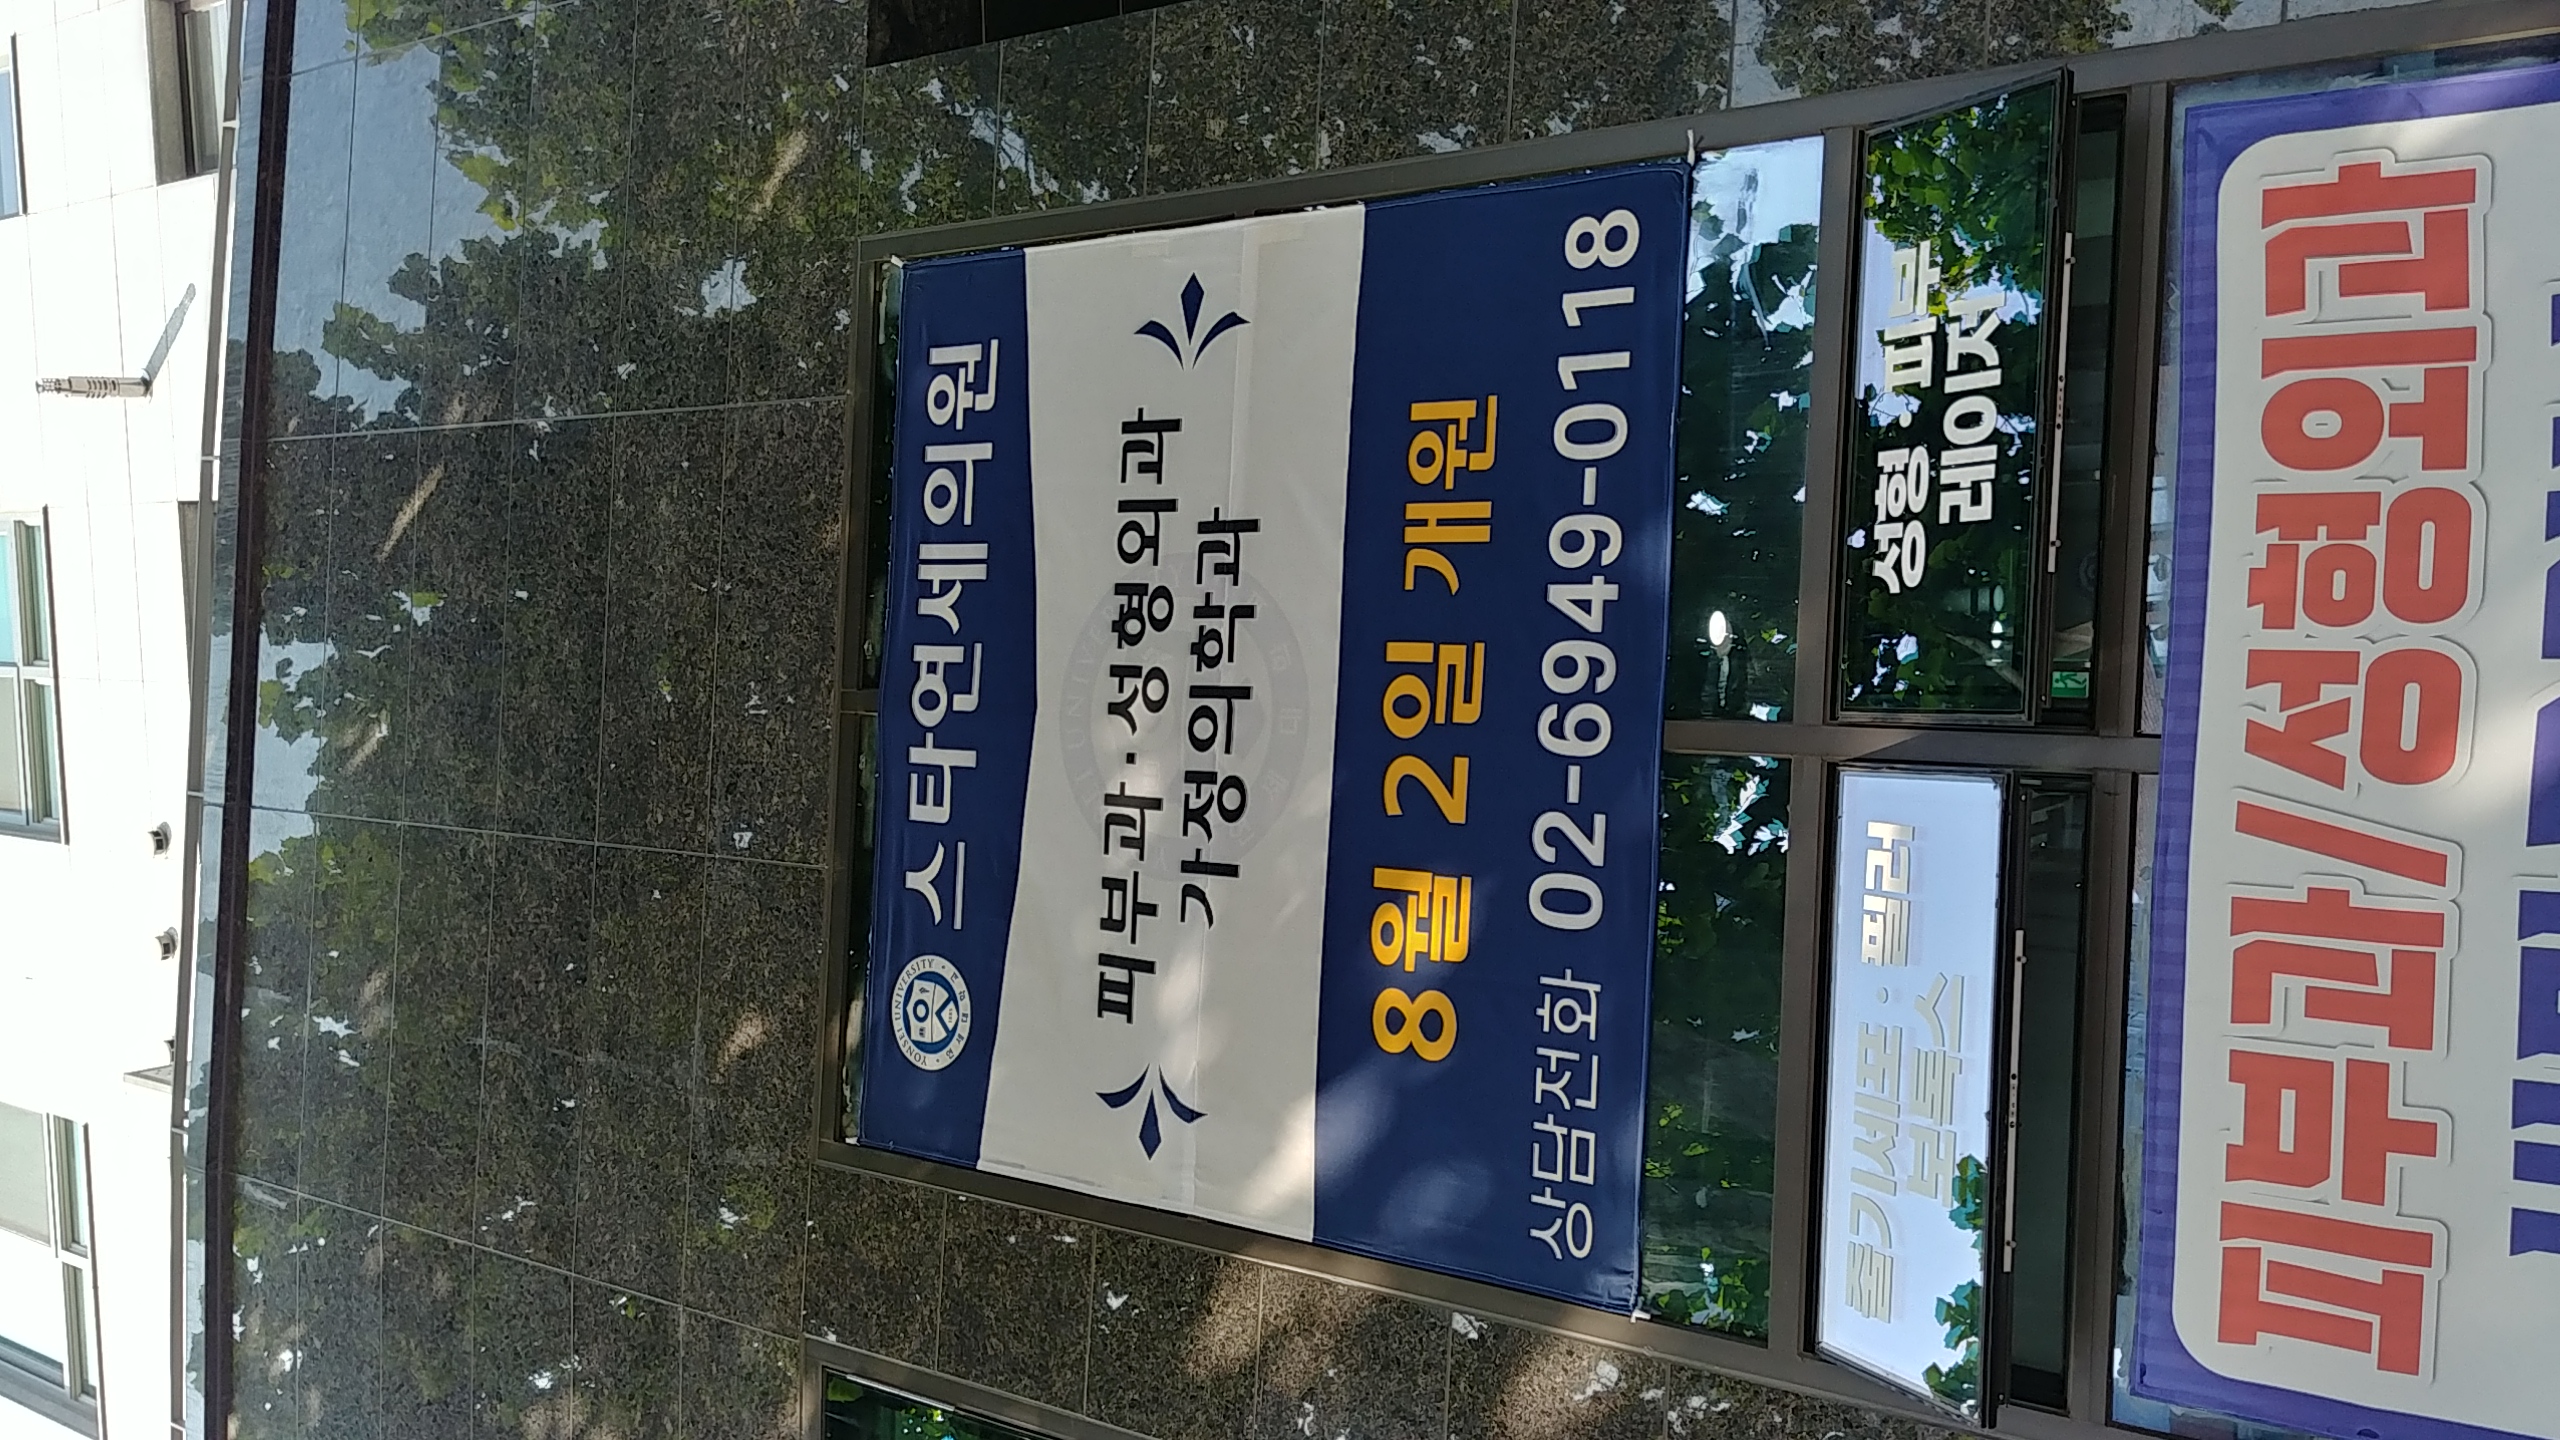 스타연세의원
YONSEI UNIVERSITY
피부과·성형외과
가정의학과
8월 2일 개원
상담전화 02-6949-0118
줄기세포·필러
보톡스
성형·피부
레이저
피부과/성형외과